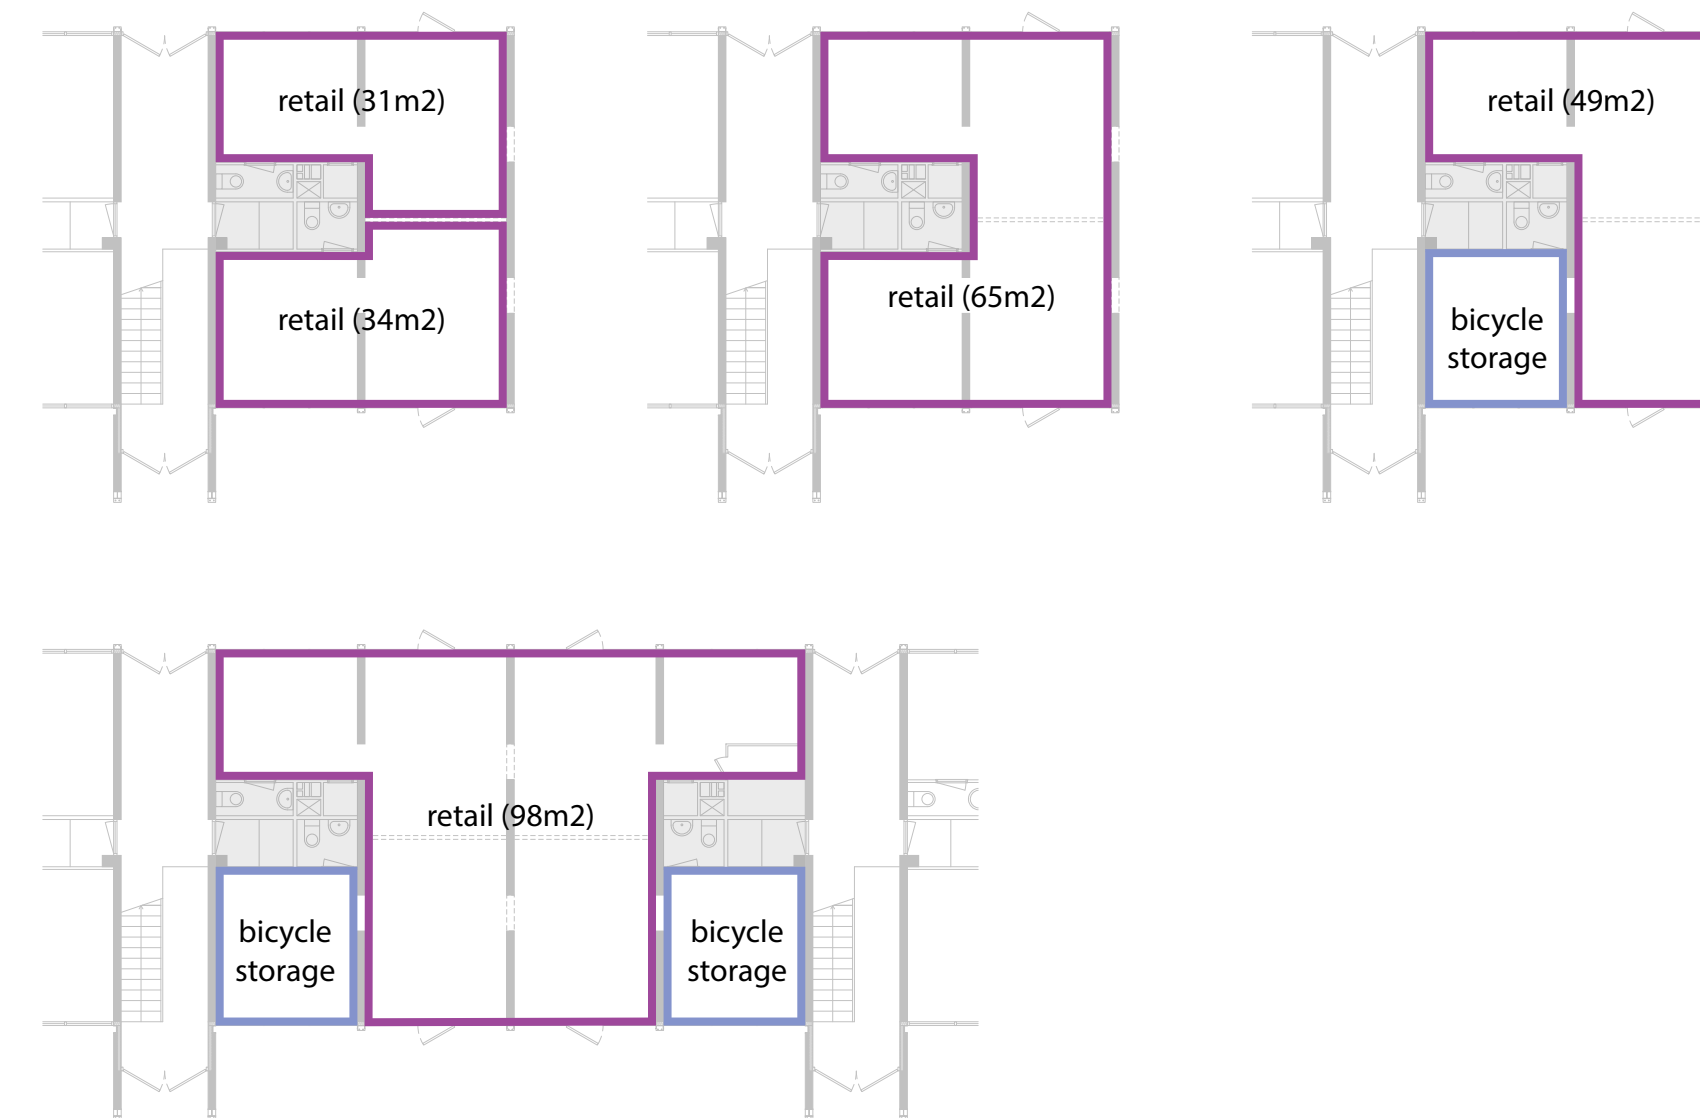 retail (31m2)
retail (34m2)
retail (65m2)
retail (49m2)
bicycle
storage
retail (98m2)
bicycle
storage
bicycle
storage